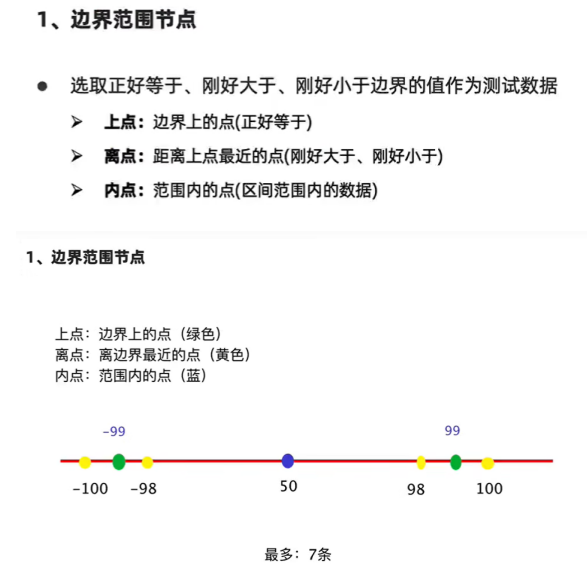 1、边界范围节点
● 选取正好等于、刚好大于、刚好小于边界的值作为测试数据
➢ 上点：边界上的点(正好等于)
➢ 离点：距离上点最近的点(刚好大于、刚好小于)
➢ 内点：范围内的点(区间范围内的数据)
1、边界范围节点
上点：边界上的点（绿色）
离点：离边界最近的点（黄色）
内点：范围内的点（蓝）
-99 99
-100 -98 50 98 100
最多：7条